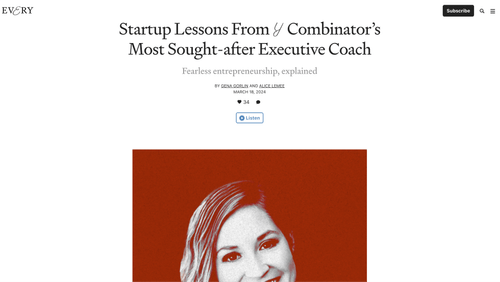 EVERY
Subscribe
Startup Lessons From Y Combinator's
Most Sought-after Executive Coach
Fearless entrepreneurship, explained
BY GENA GORLIN AND ALICE LEMÉE
MARCH 18, 2024
34
Listen